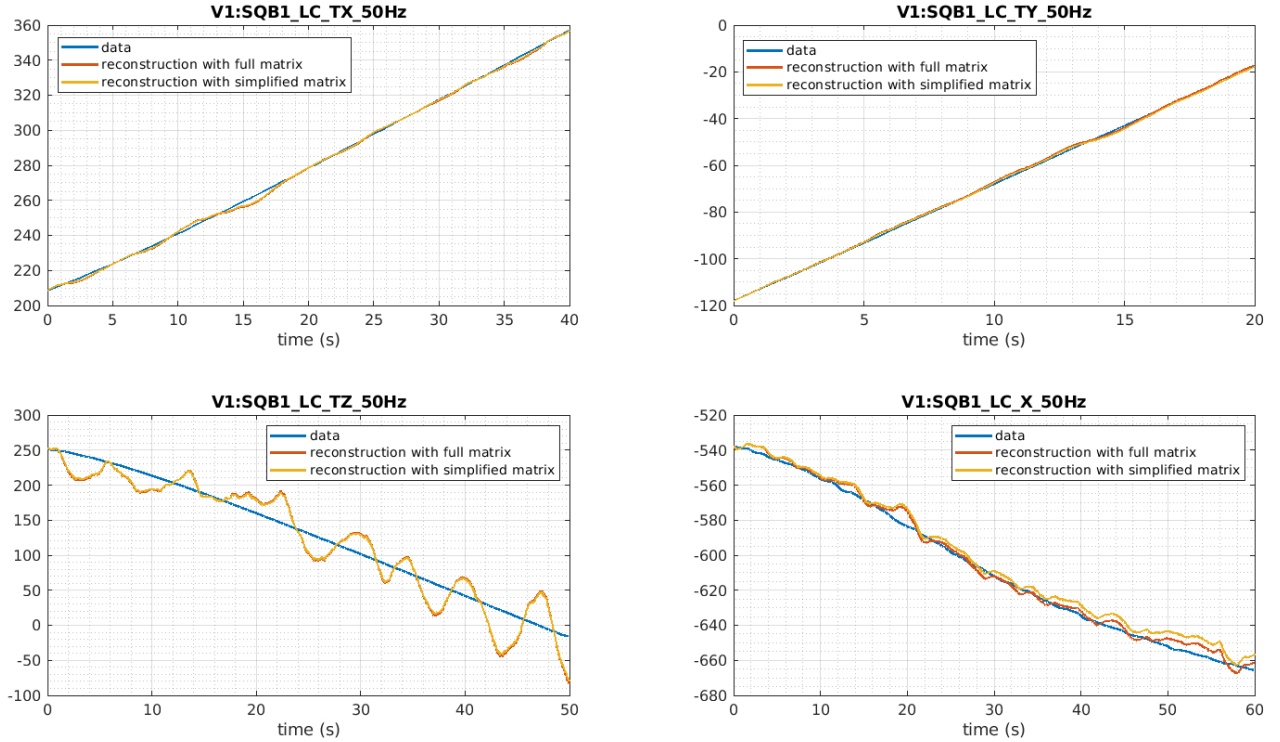 V1:SQB1_LC_TX_50Hz
360
340
320
300
280
260
240
220
200
data
reconstruction with full matrix
reconstruction with simplified matrix
0 5 10 15 20 25 30 35 40
time (s)
V1:SQB1_LC_TY_50Hz
0
-20
-40
-60
-80
-100
-120
data
reconstruction with full matrix
reconstruction with simplified matrix
0 5 10 15 20
time (s)
V1:SQB1_LC_TZ_50Hz
300
250
200
150
100
50
0
-50
-100
data
reconstruction with full matrix
reconstruction with simplified matrix
0 10 20 30 40 50
time (s)
V1:SQB1_LC_X_50Hz
-520
-540
-560
-580
-600
-620
-640
-660
-680
data
reconstruction with full matrix
reconstruction with simplified matrix
0 10 20 30 40 50 60
time (s)